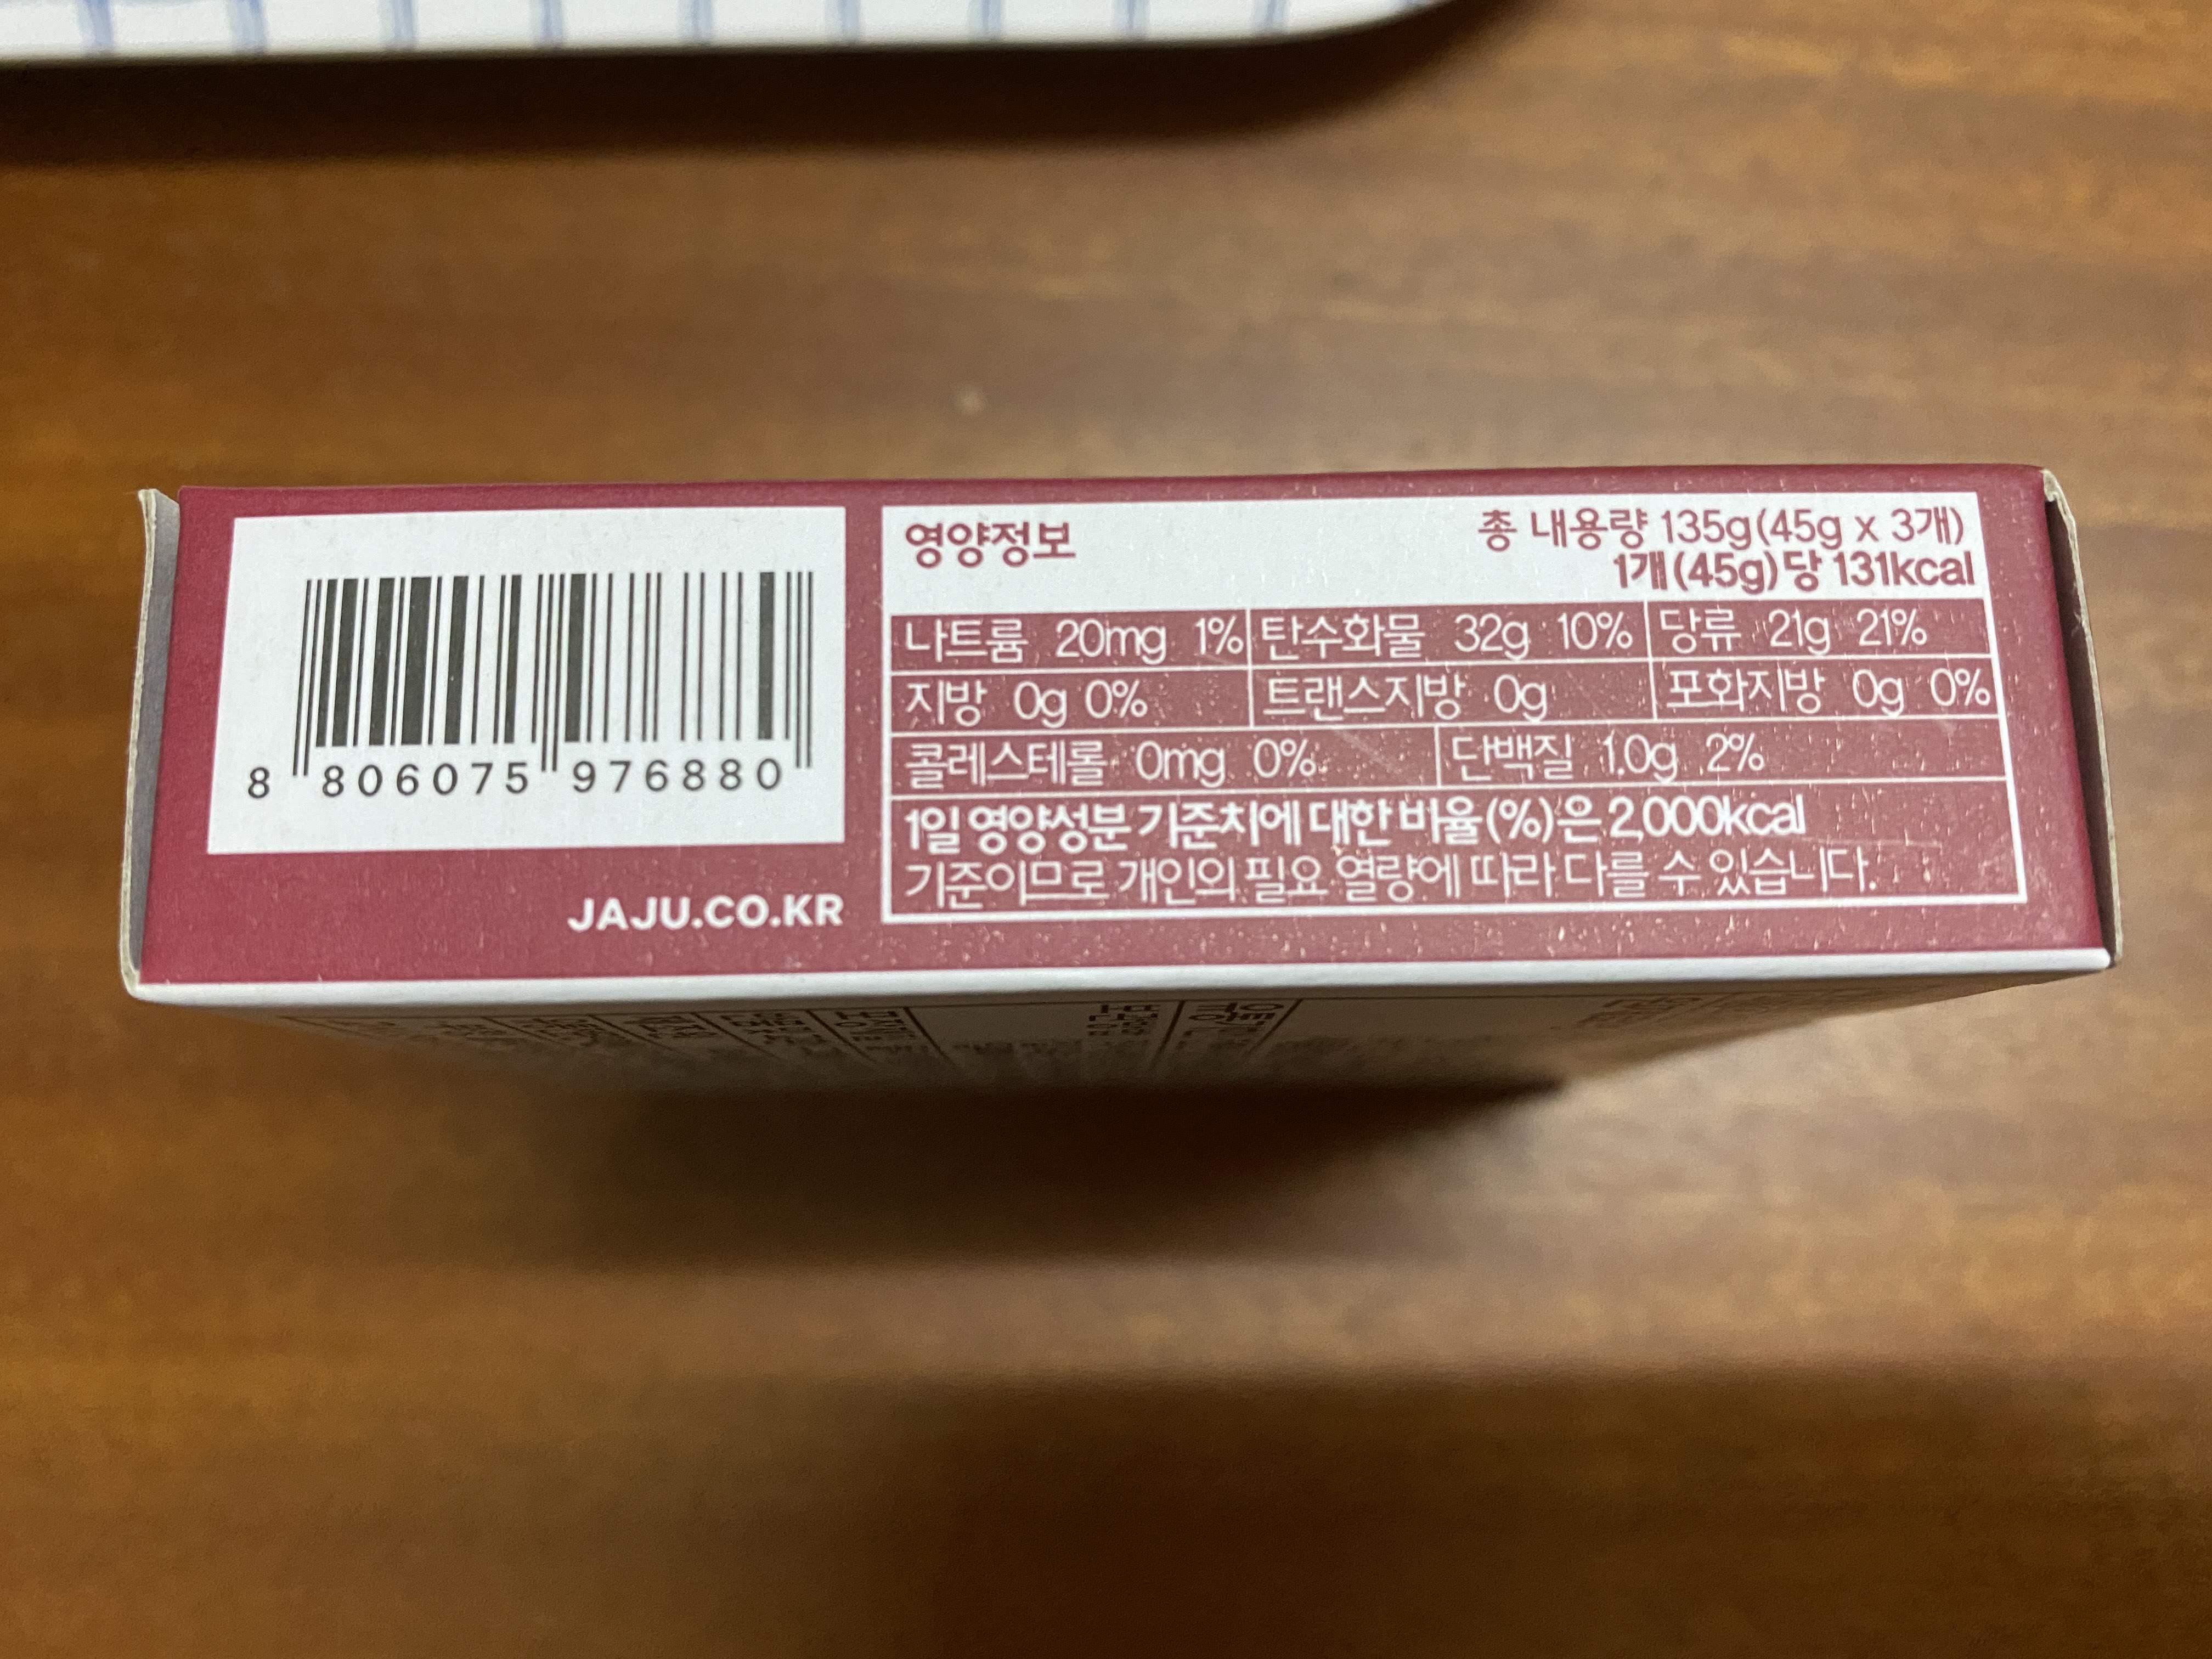 8 806075 976880
JAJU.CO.KR
영양정보
총 내용량 135g(45g x 3개)
1개(45g)당 131kcal
나트륨 20mg 1% 탄수화물 32g 10% 당류 21g 21%
지방 0g 0% 트랜스지방 0g 포화지방 0g 0%
콜레스테롤 0mg 0% 단백질 1.0g 2%
1일 영양성분 기준치에 대한 비율(%)은 2,000kcal
기준이므로 개인의 필요 열량에 따라 다를 수 있습니다.